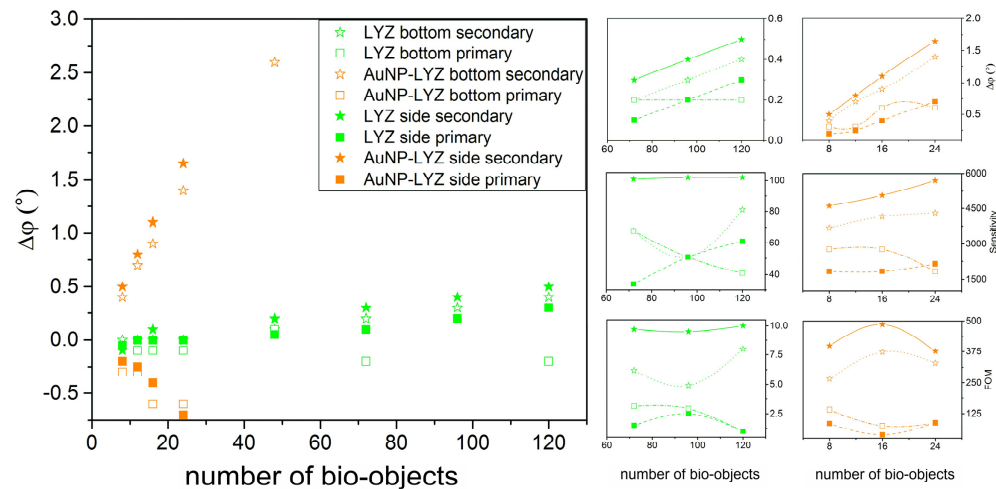 3.0
2.5
2.0
1.5
1.0
0.5
0.0
-0.5
Δφ (°)
0 20 40 60 80 100 120
number of bio-objects
LYZ bottom secondary
LYZ bottom primary
AuNP-LYZ bottom secondary
AuNP-LYZ bottom primary
LYZ side secondary
LYZ side primary
AuNP-LYZ side secondary
AuNP-LYZ side primary
0.6
0.4
0.2
0.0
60 80 100 120
2.0
1.5
1.0
0.5
Δφ (°)
8 16 24
100
80
60
40
60 80 100 120
6000
4500
3000
1500
Sensitivity
8 16 24
10.0
7.5
5.0
2.5
60 80 100 120
number of bio-objects
500
375
250
125
FOM
8 16 24
number of bio-objects